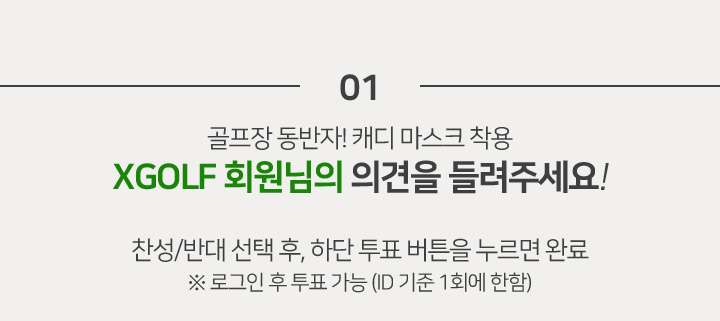 01
골프장 동반자! 캐디 마스크 착용
XGOLF 회원님의 의견을 들려주세요!
찬성/반대 선택 후, 하단 투표 버튼을 누르면 완료
※ 로그인 후 투표 가능 (ID 기준 1회에 한함)